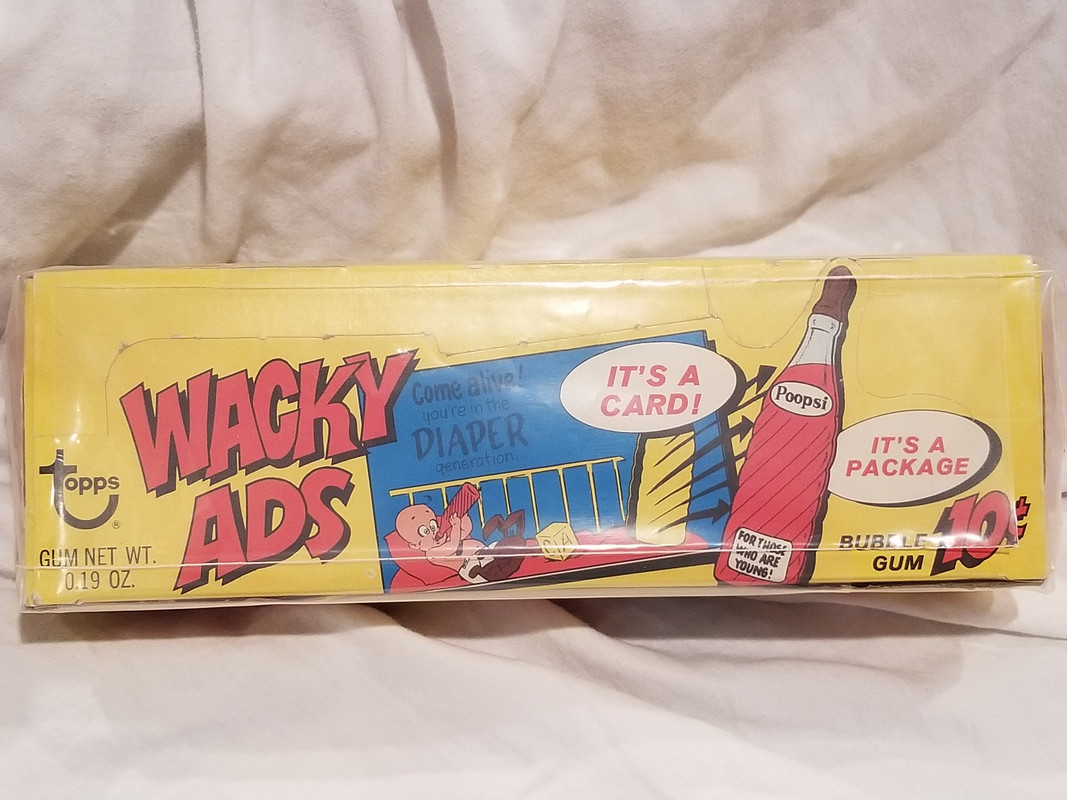 WACKY
ADS
topps
®
GUM NET WT.
0.19 OZ.
Come alive!
you're in the
DIAPER
generation...
IT'S A
CARD!
Poopsi
FOR THOSE
WHO ARE
YOUNG!
IT'S A
PACKAGE
BUBBLE
GUM
10¢